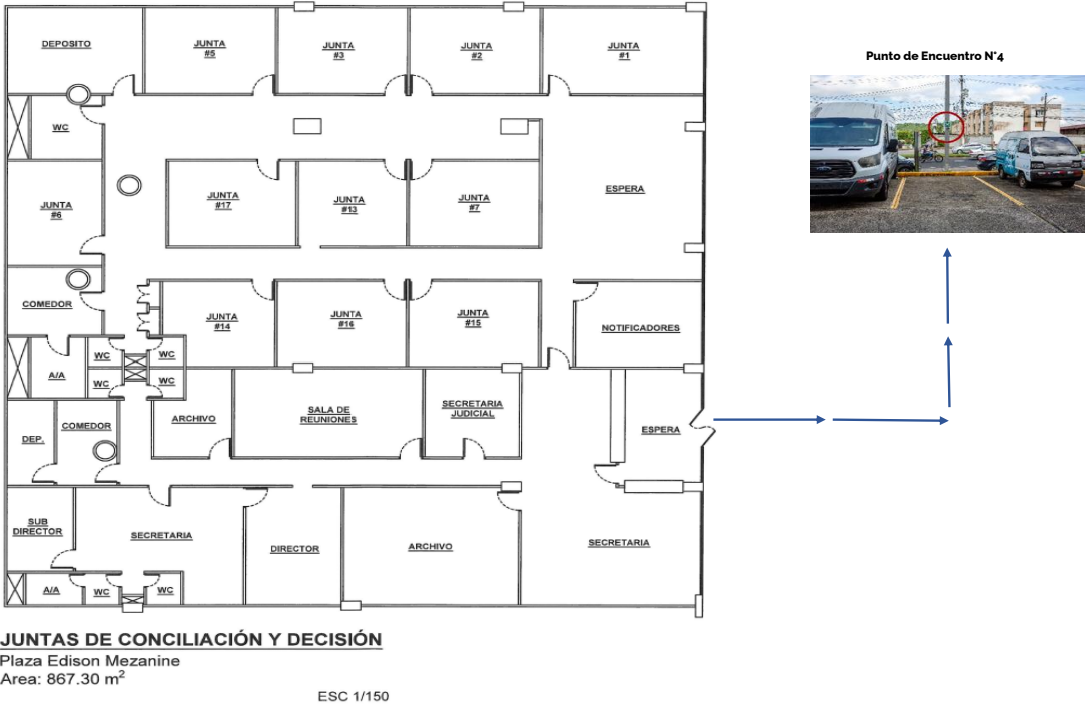 Punto de Encuentro N°4
DEPOSITO
JUNTA
#5
JUNTA
#3
JUNTA
#2
JUNTA
#1
WC
JUNTA
#6
JUNTA
#17
JUNTA
#13
JUNTA
#7
ESPERA
COMEDOR
JUNTA
#14
JUNTA
#16
JUNTA
#15
NOTIFICADORES
WC
WC
A/A
WC
WC
ARCHIVO
SALA DE
REUNIONES
SECRETARIA
JUDICIAL
ESPERA
DEP.
COMEDOR
SUB
DIRECTOR
SECRETARIA
DIRECTOR
ARCHIVO
SECRETARIA
A/A
WC
WC
JUNTAS DE CONCILIACIÓN Y DECISIÓN
Plaza Edison Mezanine
Area: 867.30 m²
ESC 1/150